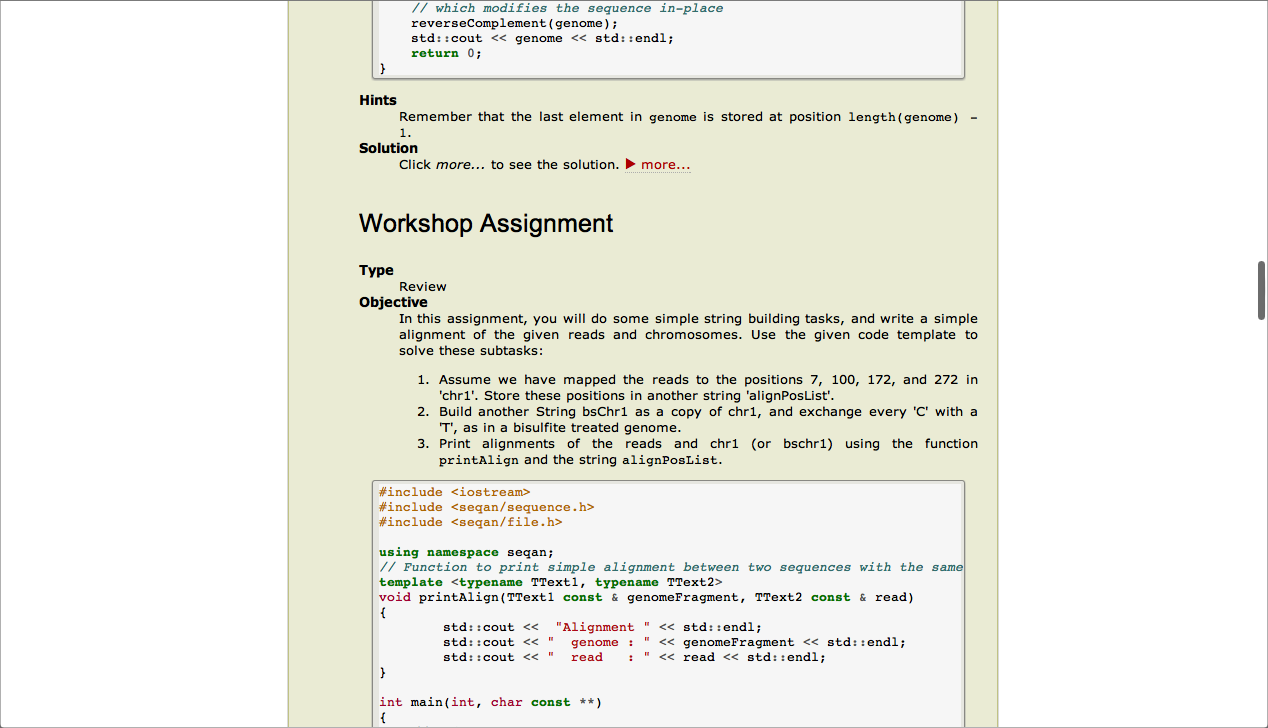 // which modifies the sequence in-place
reverseComplement(genome);
std::cout << genome << std::endl;
return 0;
}
Hints
Remember that the last element in genome is stored at position length(genome) -
1.
Solution
Click more... to see the solution. ▶ more...
Workshop Assignment
Type
Review
Objective
In this assignment, you will do some simple string building tasks, and write a simple
alignment of the given reads and chromosomes. Use the given code template to
solve these subtasks:
1. Assume we have mapped the reads to the positions 7, 100, 172, and 272 in
'chr1'. Store these positions in another string 'alignPosList'.
2. Build another String bsChr1 as a copy of chr1, and exchange every 'C' with a
'T', as in a bisulfite treated genome.
3. Print alignments of the reads and chr1 (or bschr1) using the function
printAlign and the string alignPosList.
#include <iostream>
#include <seqan/sequence.h>
#include <seqan/file.h>
using namespace seqan;
// Function to print simple alignment between two sequences with the same
template <typename TText1, typename TText2>
void printAlign(TText1 const & genomeFragment, TText2 const & read)
{
std::cout <<  "Alignment " << std::endl;
std::cout << "  genome : " << genomeFragment << std::endl;
std::cout << "  read   : " << read << std::endl;
}
int main(int, char const **)
{